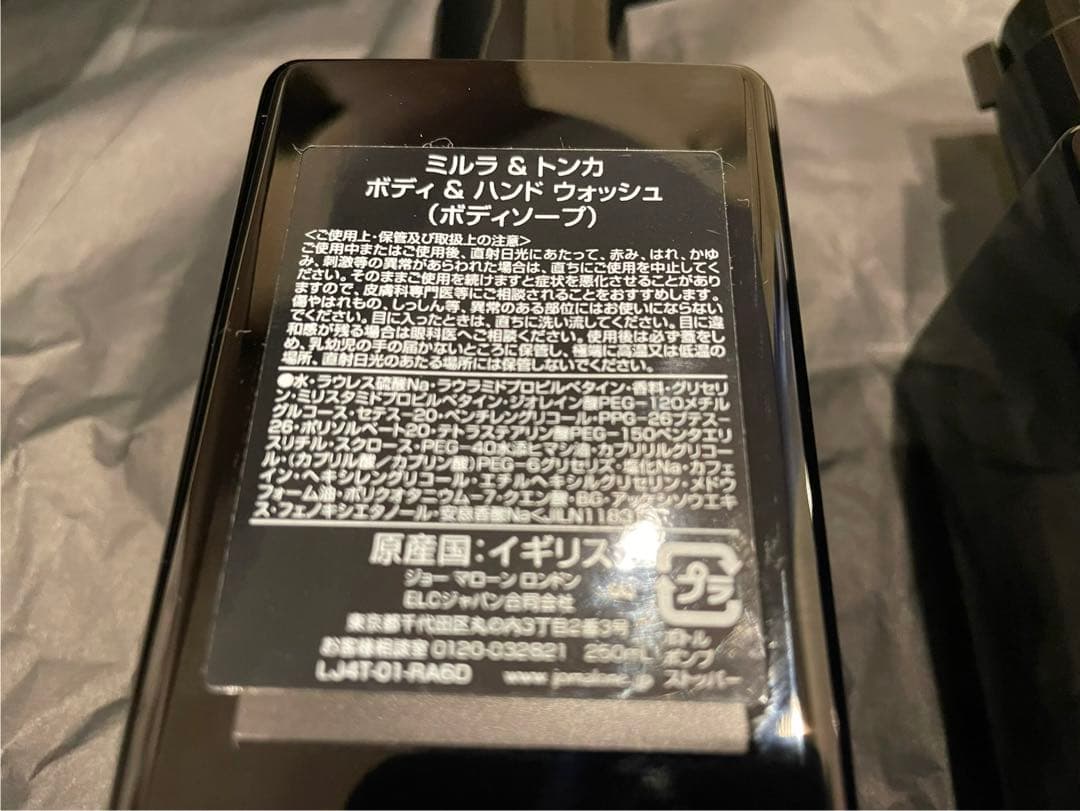 ミルラ & トンカ
ボディ & ハンド ウォッシュ
(ボディソープ)
<ご使用上・保管及び取扱上の注意>
ご使用中またはご使用後、直射日光にあたって、赤み、はれ、かゆ
み、刺激等の異常があらわれた場合は、直ちにご使用を中止してく
ださい。そのままご使用を続けますと症状を悪化させることがあり
ますので、皮膚科専門医等にご相談されることをおすすめします。
傷やはれもの、しっしん等、異常のある部位にはお使いにならない
でください。目に入ったときは、直ちに洗い流してください。目に違
和感が残る場合は眼科医へご相談ください。使用後は必ず蓋をし
め、乳幼児の手の届かないところに保管し、極端に高温又は低温の
場所、直射日光のあたる場所には保管しないでください。
●水・ラウレス硫酸Na・ラウラミドプロピルベタイン・香料・グリセリ
ン・ミリスタミドプロピルベタイン・ジオレイン酸PEG-120メチル
グルコース・セテス-20・ペンチレングリコール・PPG-26ブテス-
26・ポリソルベート20・テトラステアリン酸PEG-150ペンタエリ
スリチル・スクロース・PEG-40水添ヒマシ油・カプリリルグリコー
ル・(カプリル酸/カプリン酸)PEG-6グリセリズ・塩化Na・カフェ
イン・ヘキシレングリコール・エチルヘキシルグリセリン・メドウ
フォーム油・ポリクオタニウム-7・クエン酸・BG・アッケシソウエキ
ス・フェノキシエタノール・安息香酸Na
原産国:イギリス
ジョー マローン ロンドン
ELCジャパン合同会社
東京都千代田区丸の内3丁目2番3号
お客様相談室 0120-032821 250mL
LJ4T-01-RA6D
プラ
ボトル
ポンプ
ストッパー